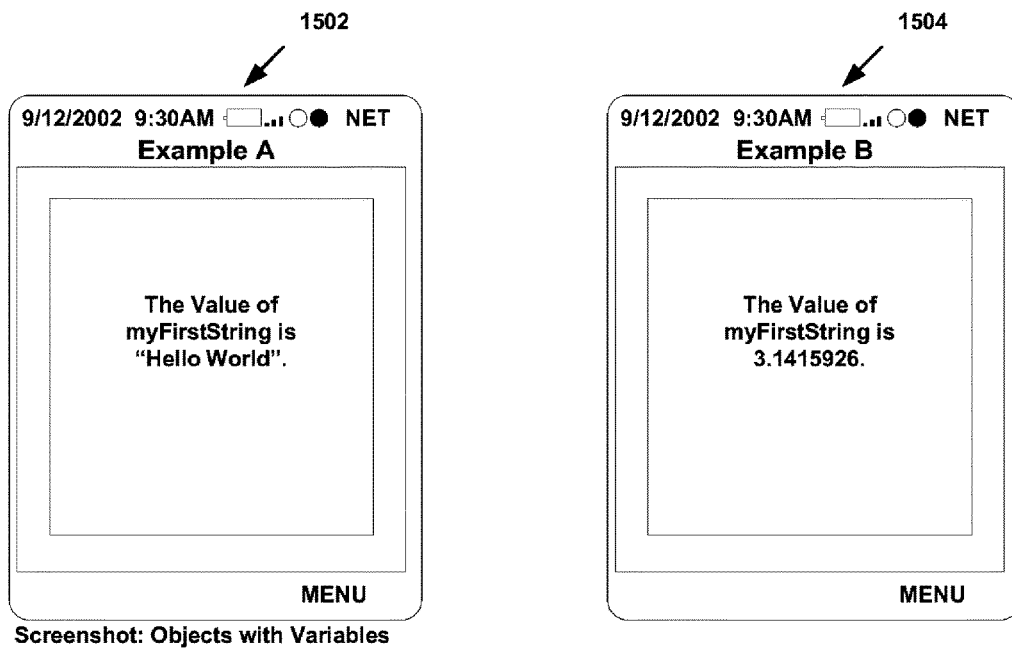 1502
9/12/2002 9:30AM NET
Example A
The Value of
myFirstString is
“Hello World”.
MENU
Screenshot: Objects with Variables
1504
9/12/2002 9:30AM NET
Example B
The Value of
myFirstString is
3.1415926.
MENU